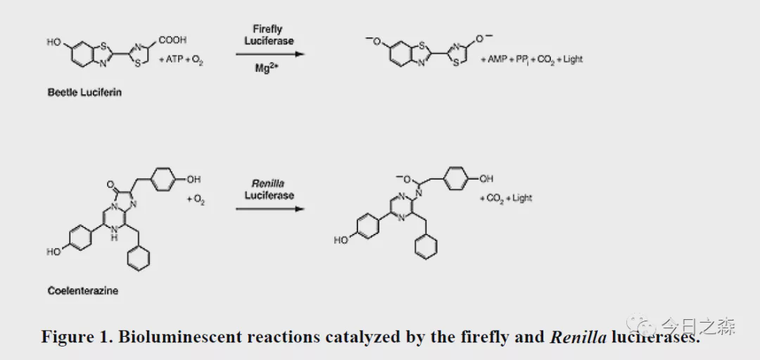 HO
S
N
N
S
COOH
+ ATP + O₂
Firefly
Luciferase
Mg²⁺
⁻O
S
N
N
S
O⁻
+ AMP + PPᵢ + CO₂ + Light
Beetle Luciferin
O
OH
N
N
N
H
HO
+ O₂
Renilla
Luciferase
⁻O
N
N
N
OH
HO
+ CO₂ + Light
Coelenterazine
Figure 1. Bioluminescent reactions catalyzed by the firefly and Renilla luciferases.
今日之森